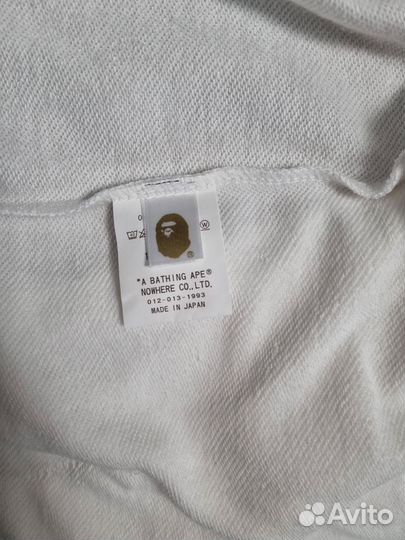 "A BATHING APE®
NOWHERE CO.,LTD.
012-013-1993
MADE IN JAPAN
®
Avito